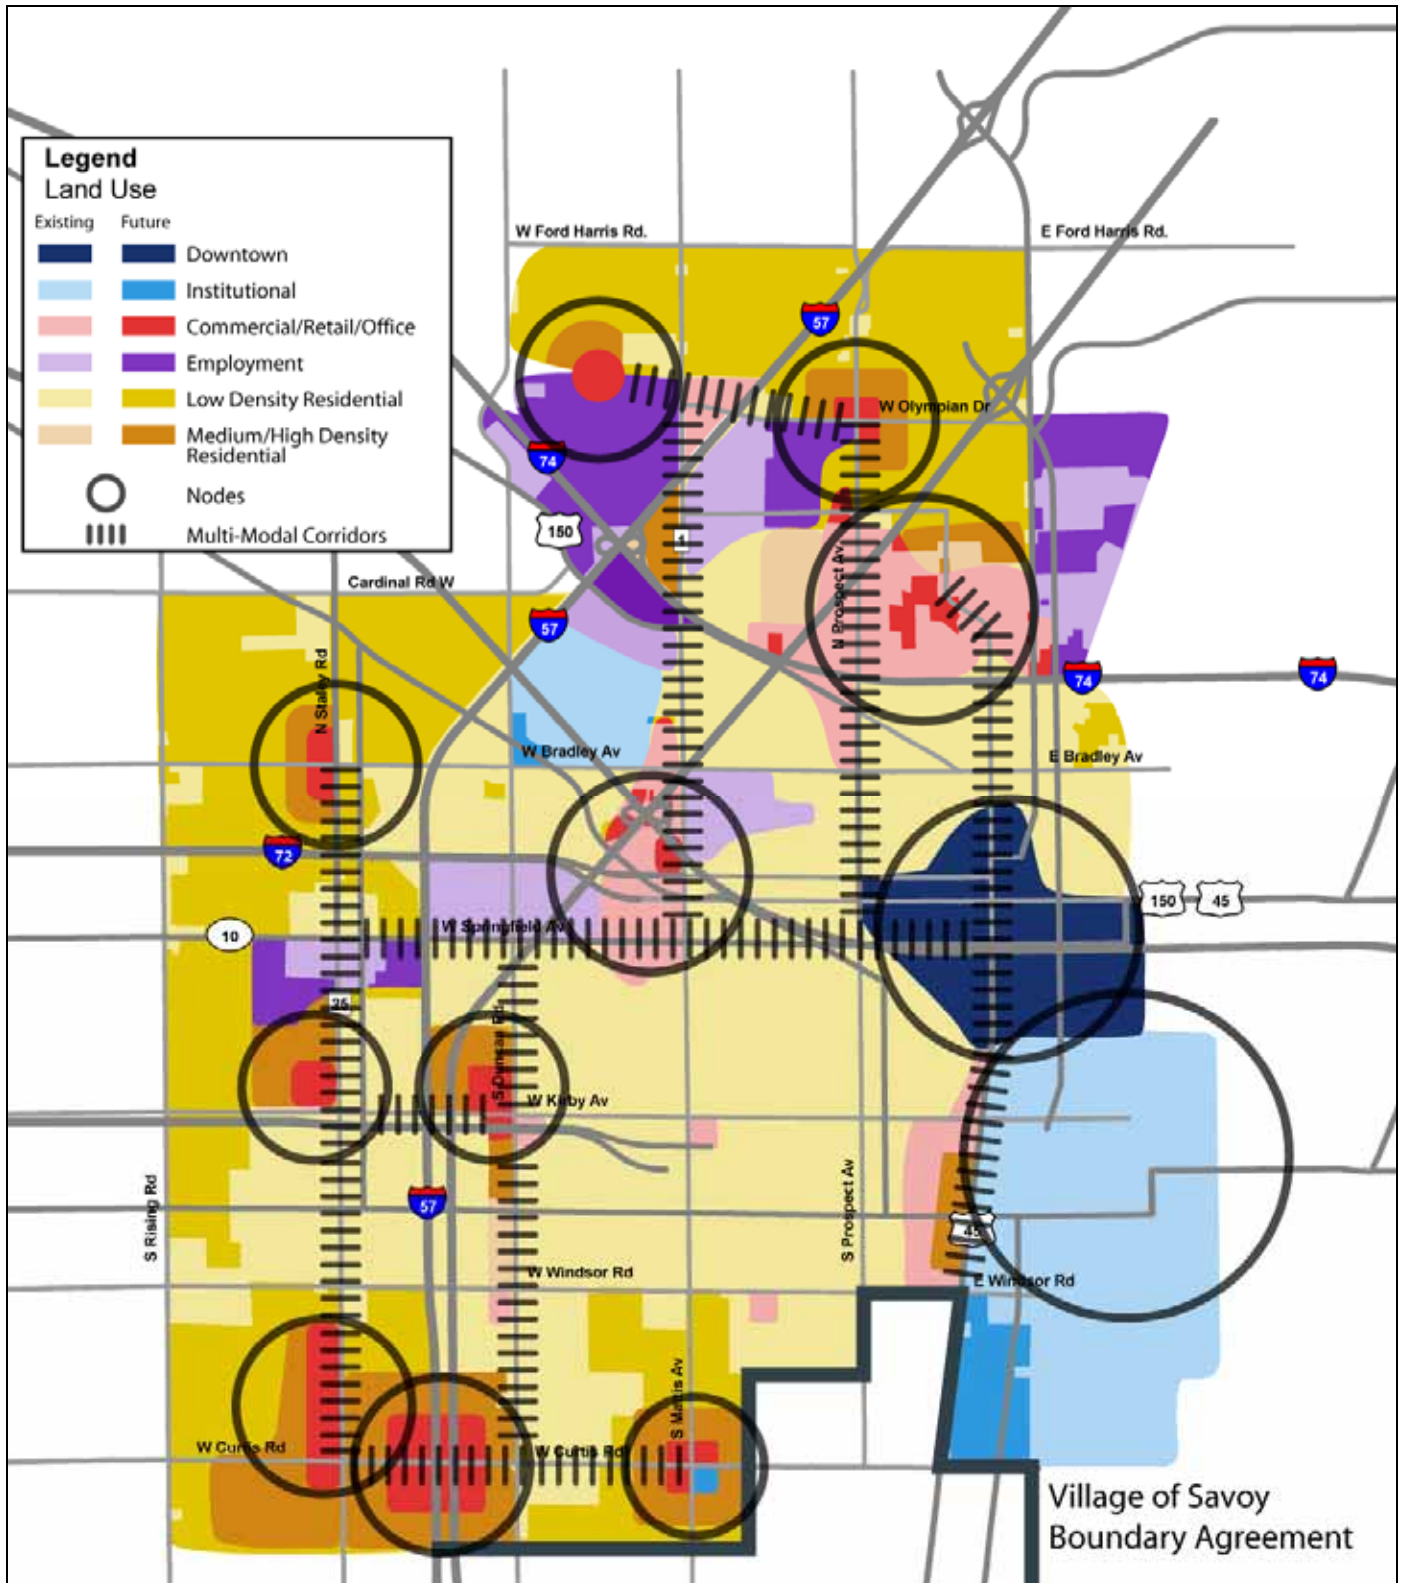 Legend
Land Use
Existing Future
Downtown
Institutional
Commercial/Retail/Office
Employment
Low Density Residential
Medium/High Density
Residential
Nodes
Multi-Modal Corridors
W Ford Harris Rd.
E Ford Harris Rd.
57
W Olympian Dr
74
150
1
N Prospect Av
Cardinal Rd W
57
N Staley Rd
74
74
W Bradley Av
E Bradley Av
72
150
45
10
W Springfield Av
25
S Duncan Rd
W Kirby Av
S Rising Rd
57
S Prospect Av
45
W Windsor Rd
E Windsor Rd
S Mattis Av
W Curtis Rd
W Curtis Rd
Village of Savoy
Boundary Agreement